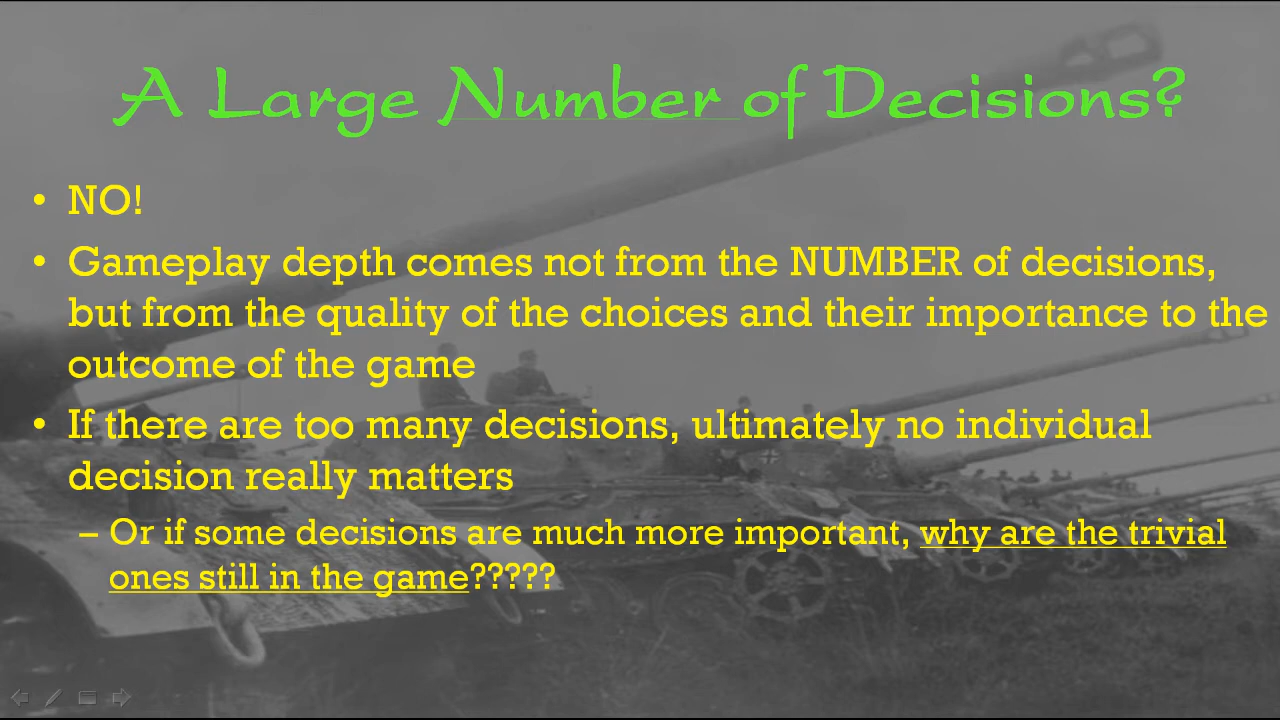 A Large Number of Decisions?
• NO!
• Gameplay depth comes not from the NUMBER of decisions,
but from the quality of the choices and their importance to the
outcome of the game
• If there are too many decisions, ultimately no individual
decision really matters
– Or if some decisions are much more important, why are the trivial
ones still in the game?????